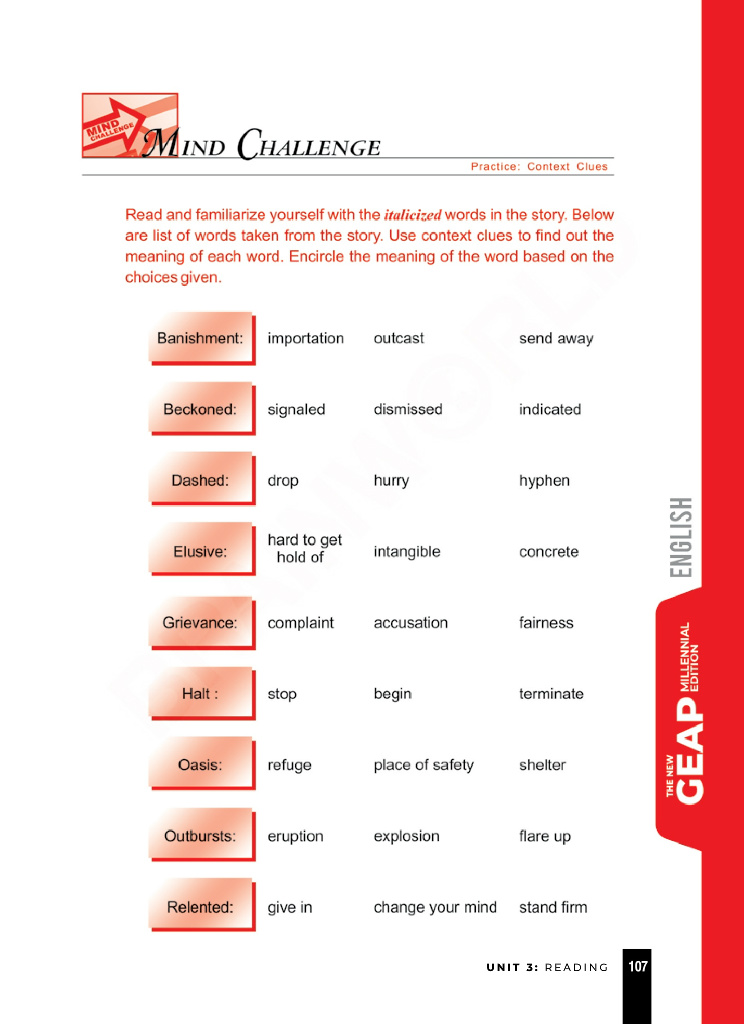 MIND CHALLENGE
MIND CHALLENGE
Practice: Context Clues
Read and familiarize yourself with the italicized words in the story. Below
are list of words taken from the story. Use context clues to find out the
meaning of each word. Encircle the meaning of the word based on the
choices given.
Banishment: importation outcast send away
Beckoned: signaled dismissed indicated
Dashed: drop hurry hyphen
Elusive: hard to get hold of intangible concrete
Grievance: complaint accusation fairness
Halt : stop begin terminate
Oasis: refuge place of safety shelter
Outbursts: eruption explosion flare up
Relented: give in change your mind stand firm
ENGLISH
THE NEW
GEAP MILLENNIAL
EDITION
UNIT 3: READING 107